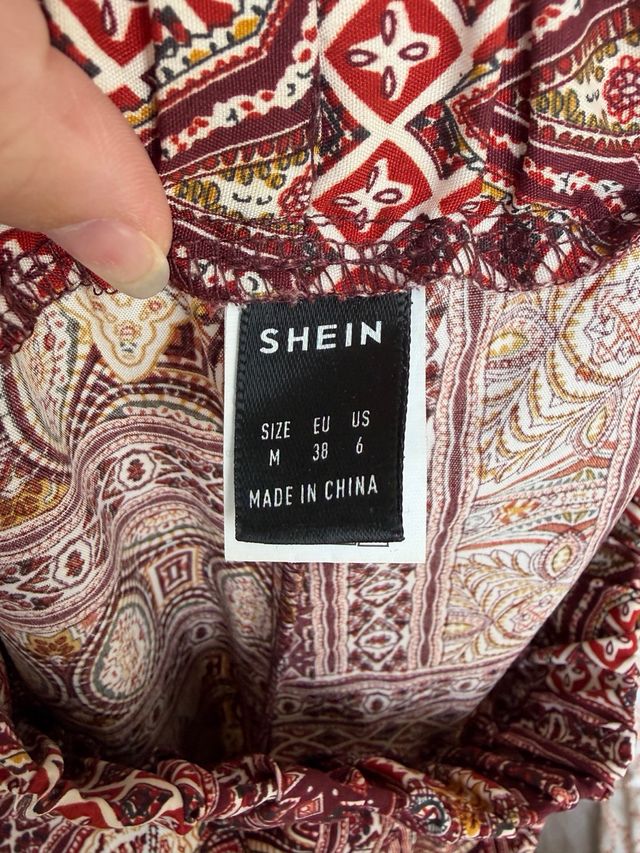 SHEIN
SIZE EU US
M 38 6
MADE IN CHINA